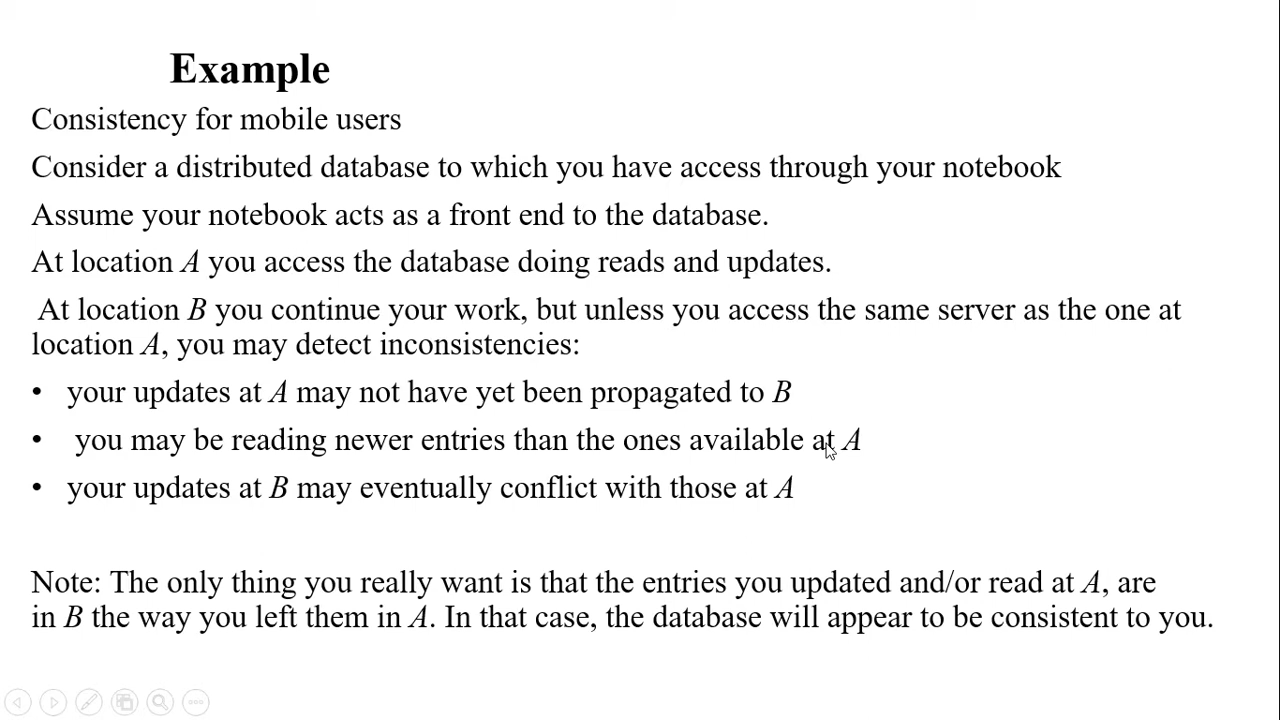 Example
Consistency for mobile users
Consider a distributed database to which you have access through your notebook
Assume your notebook acts as a front end to the database.
At location A you access the database doing reads and updates.
At location B you continue your work, but unless you access the same server as the one at
location A, you may detect inconsistencies:
• your updates at A may not have yet been propagated to B
• you may be reading newer entries than the ones available at A
• your updates at B may eventually conflict with those at A
Note: The only thing you really want is that the entries you updated and/or read at A, are
in B the way you left them in A. In that case, the database will appear to be consistent to you.